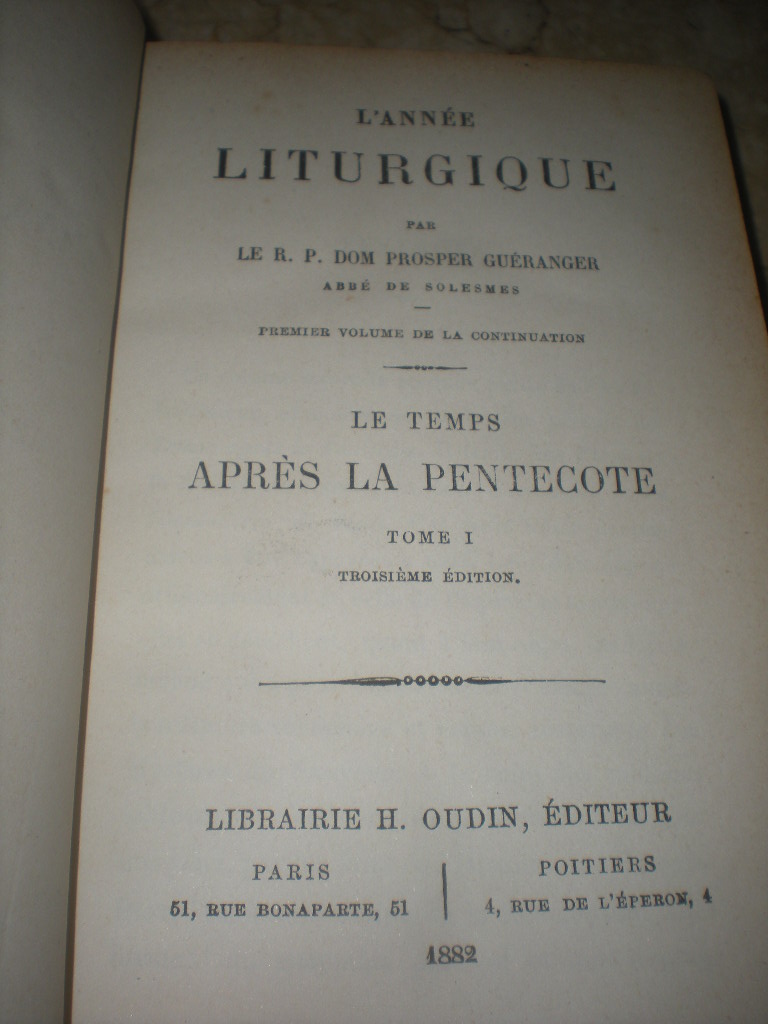 L'ANNÉE
LITURGIQUE
PAR
LE R. P. DOM PROSPER GUÉRANGER
ABBÉ DE SOLESMES
PREMIER VOLUME DE LA CONTINUATION
LE TEMPS
APRÈS LA PENTECOTE
TOME I
TROISIÈME ÉDITION.
LIBRAIRIE H. OUDIN, ÉDITEUR
PARIS
51, RUE BONAPARTE, 51
POITIERS
4, RUE DE L'ÉPERON, 4
1882